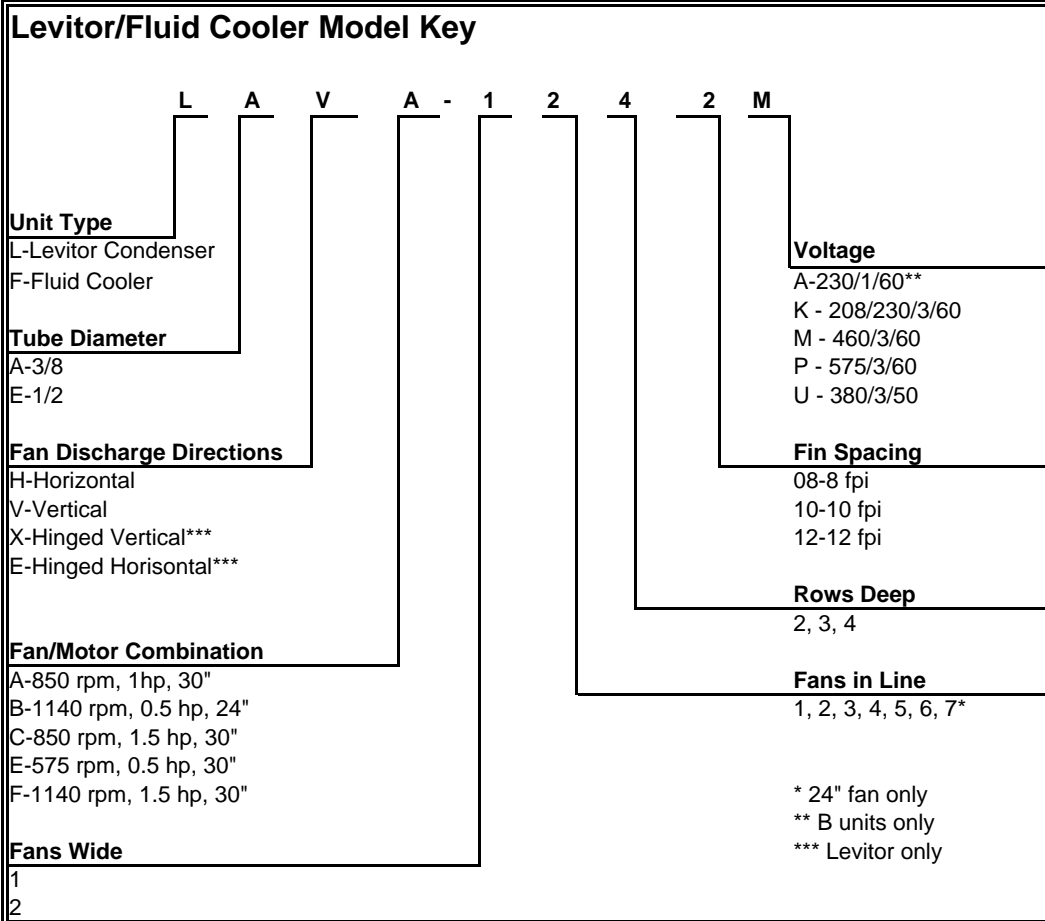 Levitor/Fluid Cooler Model Key
L A V A - 1 2 4 2 M
Unit Type
L-Levitor Condenser
F-Fluid Cooler
Tube Diameter
A-3/8
E-1/2
Fan Discharge Directions
H-Horizontal
V-Vertical
X-Hinged Vertical***
E-Hinged Horisontal***
Fan/Motor Combination
A-850 rpm, 1hp, 30"
B-1140 rpm, 0.5 hp, 24"
C-850 rpm, 1.5 hp, 30"
E-575 rpm, 0.5 hp, 30"
F-1140 rpm, 1.5 hp, 30"
Fans Wide
1
2
Voltage
A-230/1/60**
K - 208/230/3/60
M - 460/3/60
P - 575/3/60
U - 380/3/50
Fin Spacing
08-8 fpi
10-10 fpi
12-12 fpi
Rows Deep
2, 3, 4
Fans in Line
1, 2, 3, 4, 5, 6, 7*
* 24" fan only
** B units only
*** Levitor only